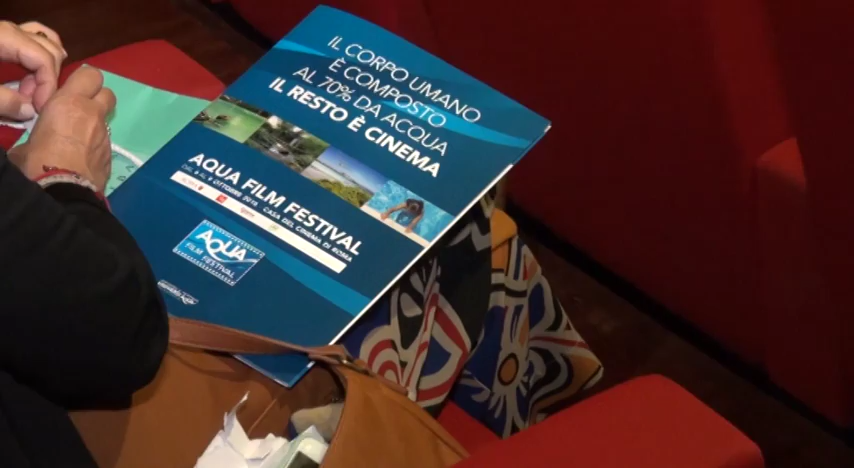 IL CORPO UMANO
È COMPOSTO
AL 70% DA ACQUA
IL RESTO È CINEMA
AQUA FILM FESTIVAL
CASA DEL CINEMA DI ROMA
AQUA
FILM FESTIVAL